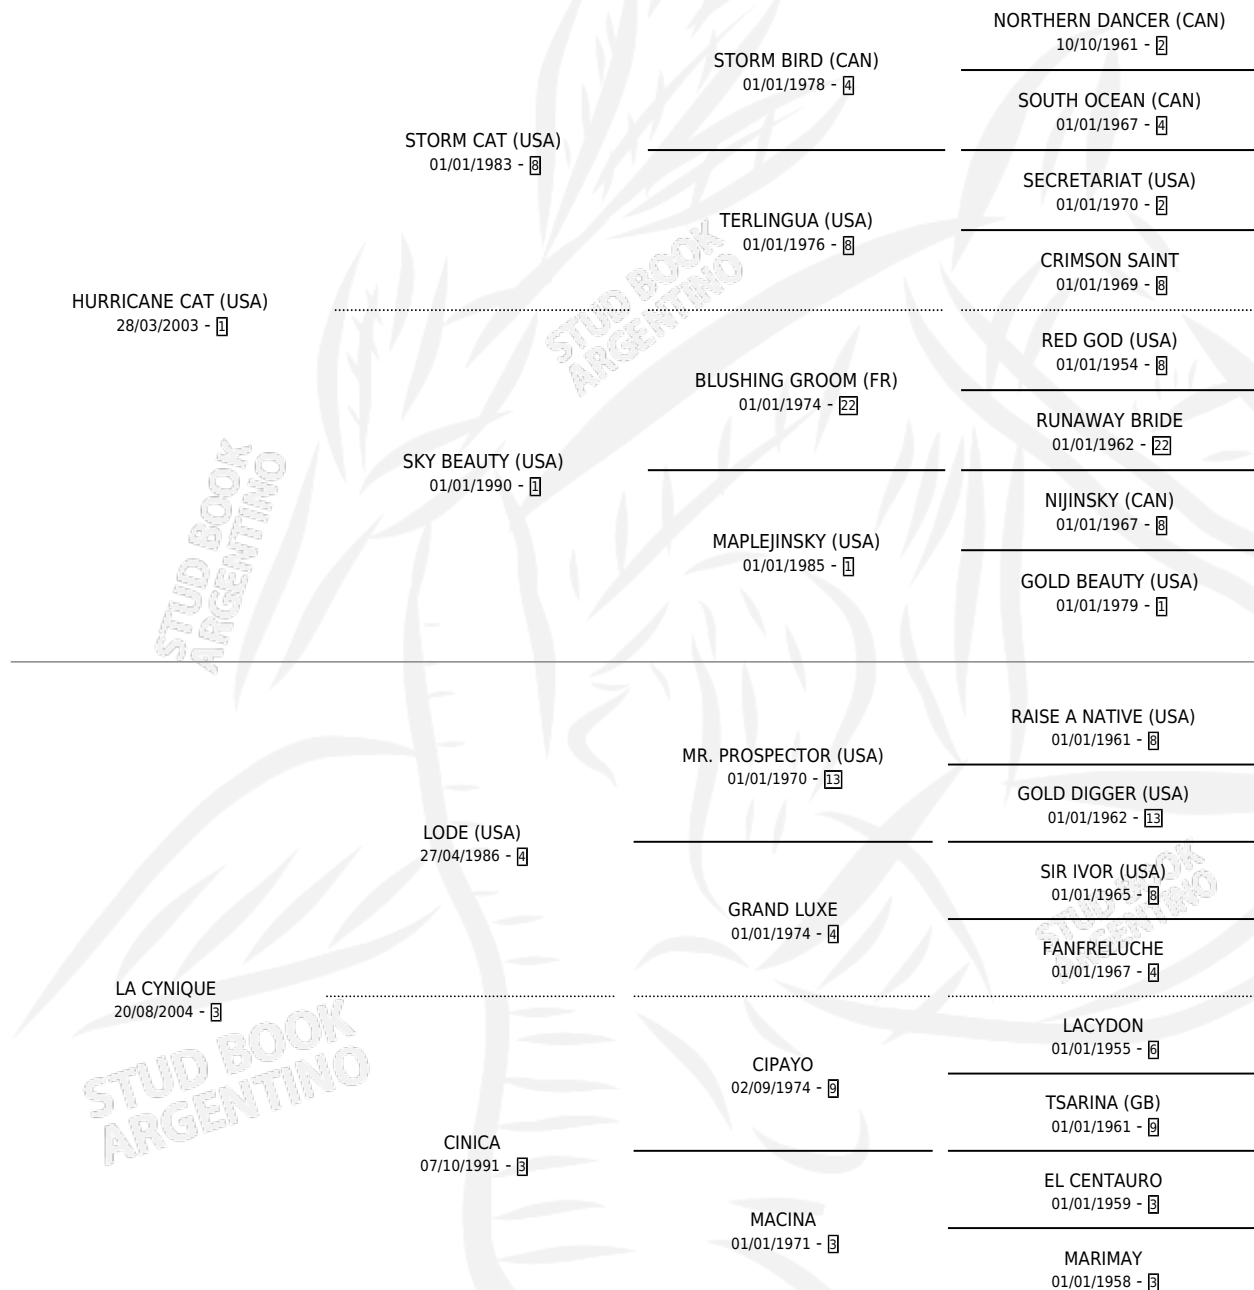 NORTHERN DANCER (CAN)
10/10/1961 - 2
STORM BIRD (CAN)
01/01/1978 - 4
SOUTH OCEAN (CAN)
01/01/1967 - 4
STORM CAT (USA)
01/01/1983 - 8
SECRETARIAT (USA)
01/01/1970 - 2
TERLINGUA (USA)
01/01/1976 - 8
CRIMSON SAINT
01/01/1969 - 8
HURRICANE CAT (USA)
28/03/2003 - 1
RED GOD (USA)
01/01/1954 - 8
BLUSHING GROOM (FR)
01/01/1974 - 22
RUNAWAY BRIDE
01/01/1962 - 22
SKY BEAUTY (USA)
01/01/1990 - 1
NIJINSKY (CAN)
01/01/1967 - 8
MAPLEJINSKY (USA)
01/01/1985 - 1
GOLD BEAUTY (USA)
01/01/1979 - 1
RAISE A NATIVE (USA)
01/01/1961 - 8
MR. PROSPECTOR (USA)
01/01/1970 - 13
GOLD DIGGER (USA)
01/01/1962 - 13
LODE (USA)
27/04/1986 - 4
SIR IVOR (USA)
01/01/1965 - 8
GRAND LUXE
01/01/1974 - 4
FANFRELUCHE
01/01/1967 - 4
LA CYNIQUE
20/08/2004 - 3
LACYDON
01/01/1955 - 6
CIPAYO
02/09/1974 - 9
TSARINA (GB)
01/01/1961 - 9
CINICA
07/10/1991 - 3
EL CENTAURO
01/01/1959 - 3
MACINA
01/01/1971 - 3
MARIMAY
01/01/1958 - 3
STUD BOOK
ARGENTINO
STUD BOOK
ARGENTINO
STUD BOOK
ARGENTINO
STUD BOOK
ARGENTINO